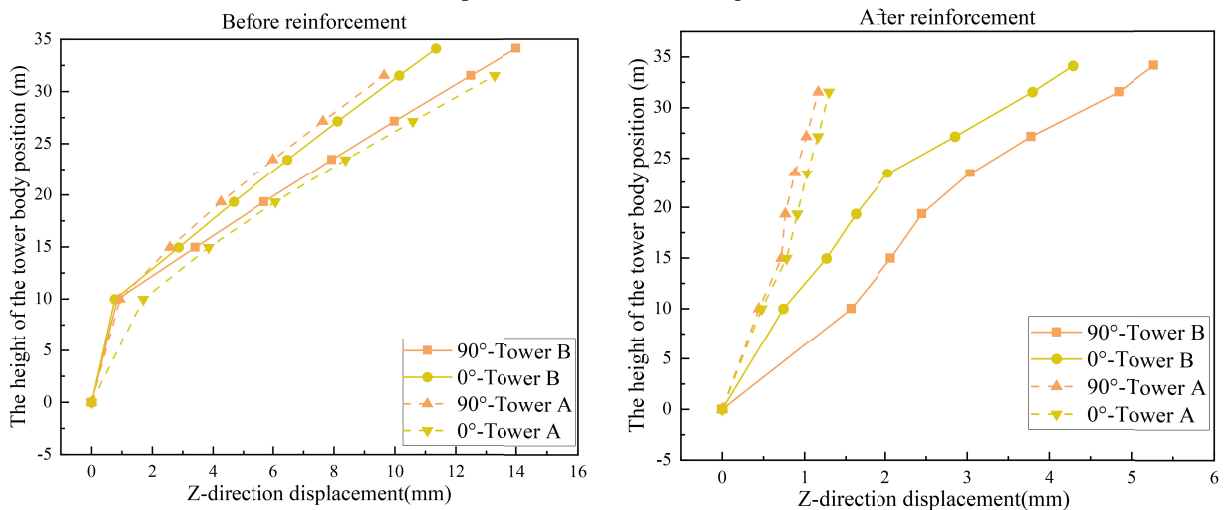 Before reinforcement
The height of the tower body position (m)
35
30
25
20
15
10
5
0
-5
0 2 4 6 8 10 12 14 16
Z-direction displacement(mm)
90°-Tower B
0°-Tower B
90°-Tower A
0°-Tower A
After reinforcement
The height of the tower body position (m)
35
30
25
20
15
10
5
0
-5
0 1 2 3 4 5 6
Z-direction displacement(mm)
90°-Tower B
0°-Tower B
90°-Tower A
0°-Tower A